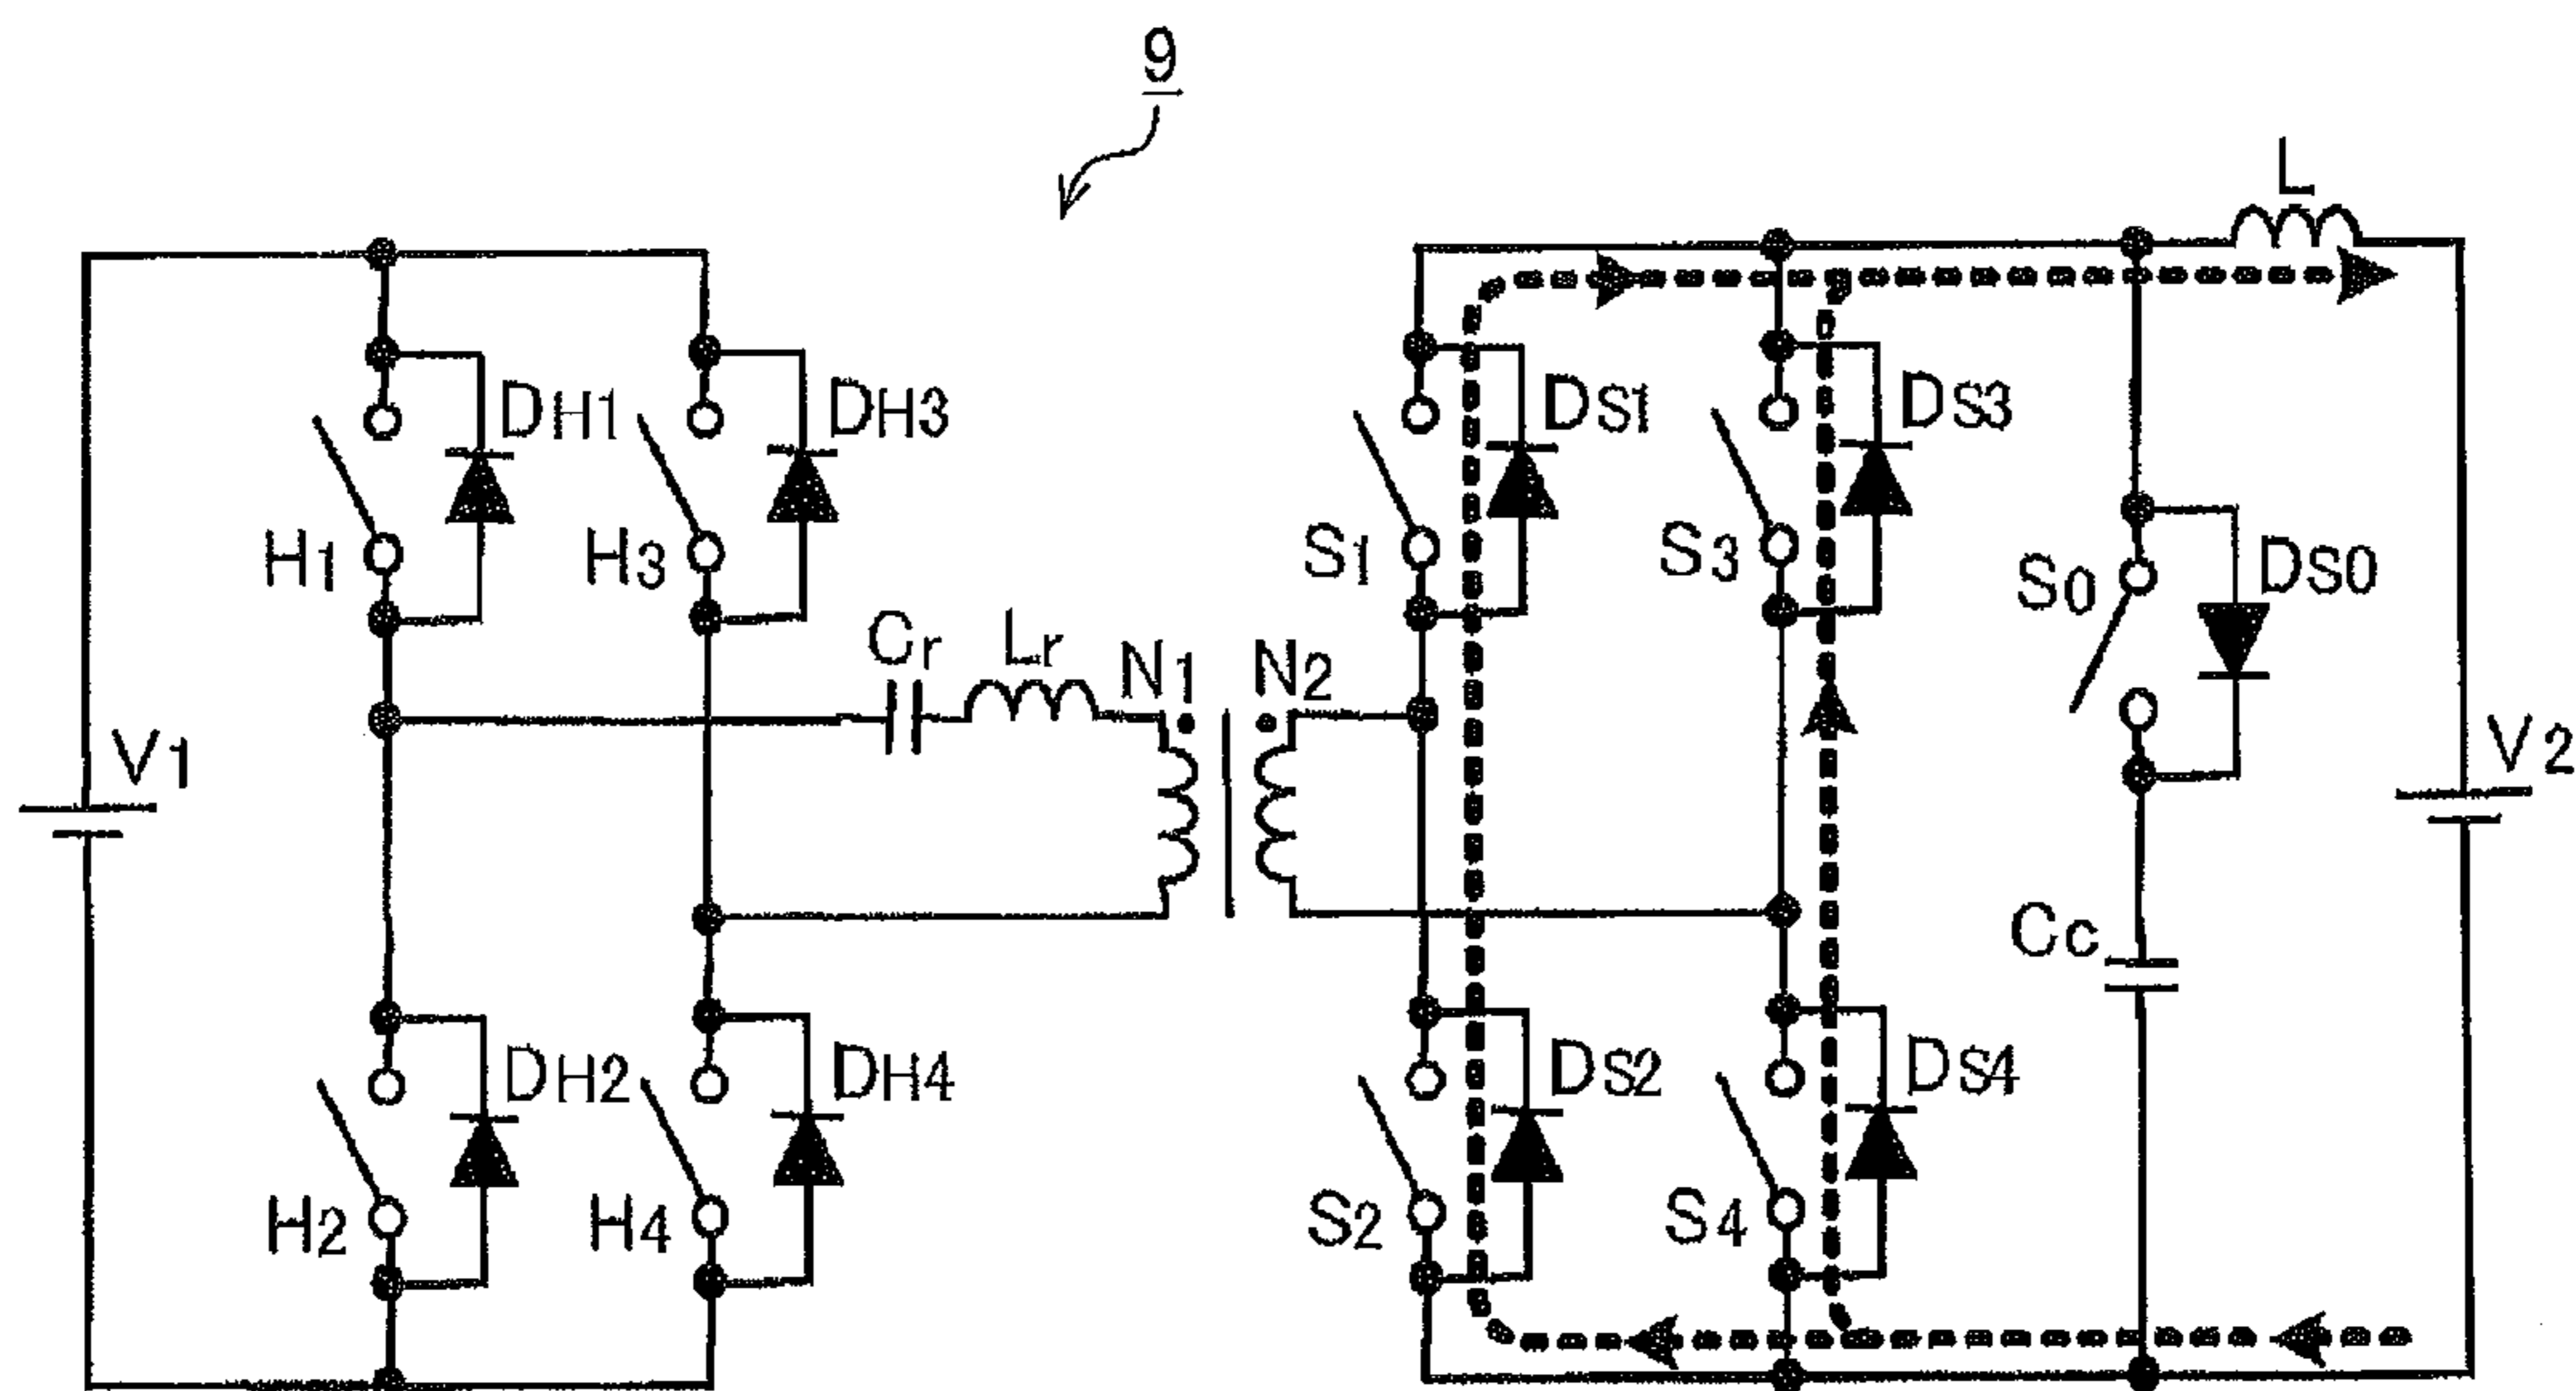 9
L
DH1
DH3
DS1
DS3
H1
H3
S1
S3
S0
DS0
Cr
Lr
N1
N2
V1
V2
Cc
DH2
DH4
DS2
DS4
H2
H4
S2
S4